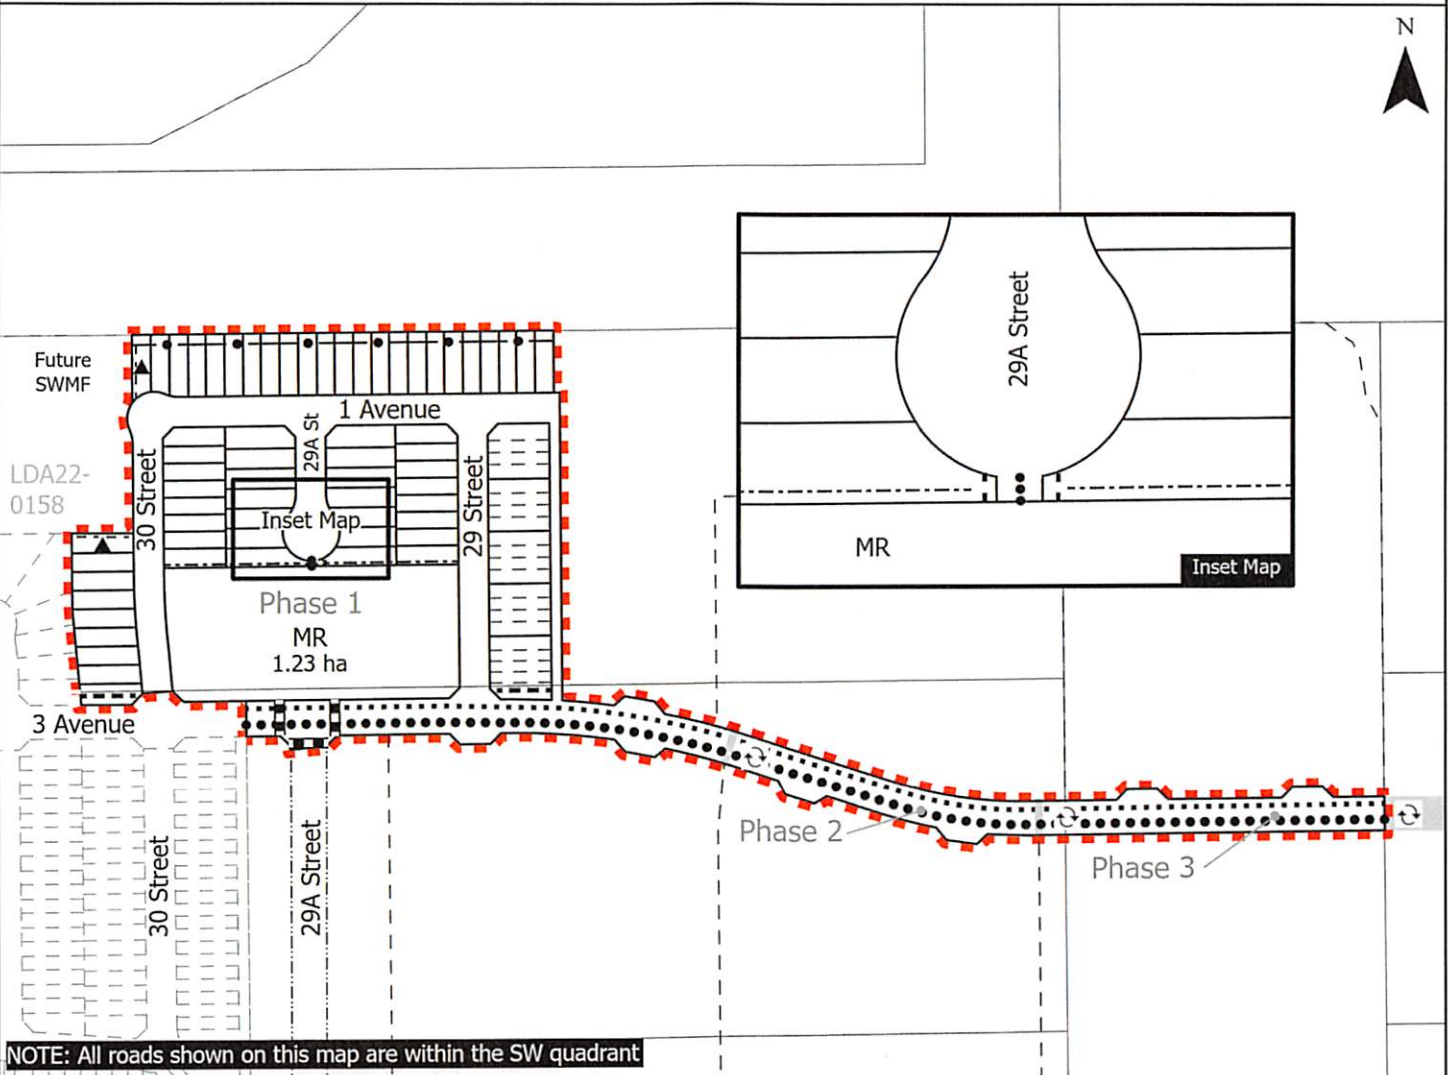 N
Future
SWMF
1 Avenue
29A St
LDA22-
0158
30 Street
29 Street
Inset Map
Phase 1
MR
1.23 ha
3 Avenue
29A Street
MR
Inset Map
Phase 2
Phase 3
30 Street
29A Street
NOTE: All roads shown on this map are within the SW quadrant